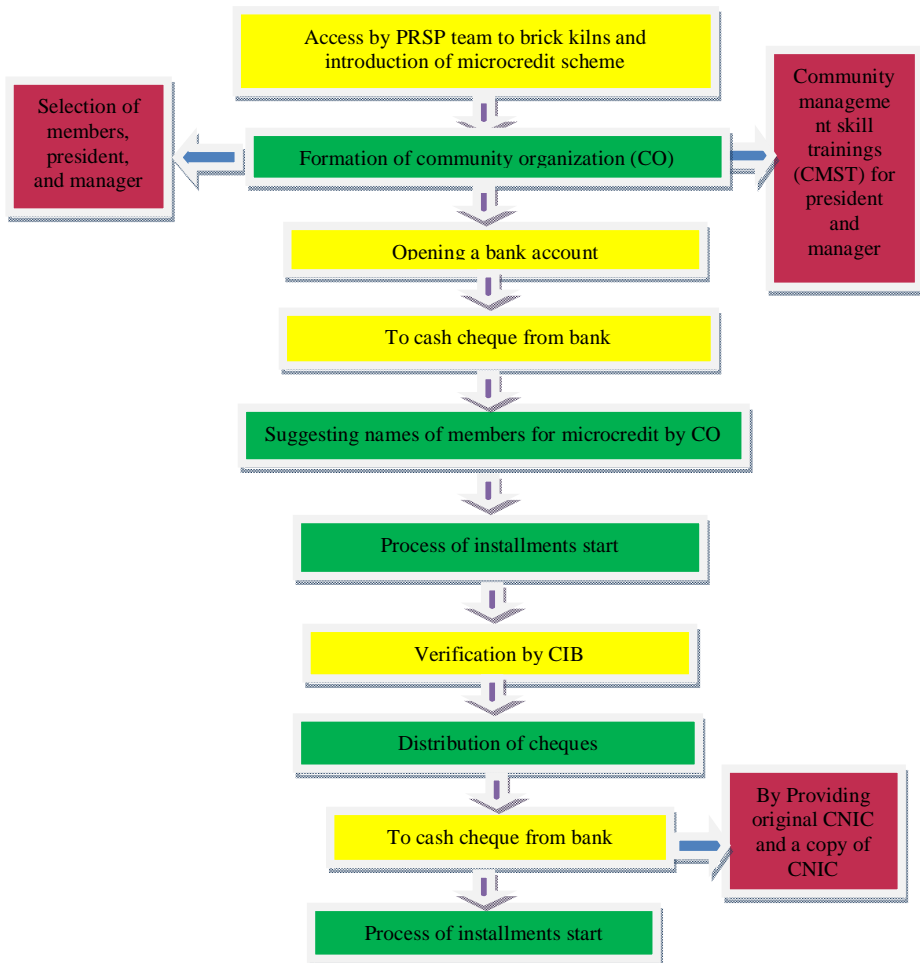 Access by PRSP team to brick kilns and
introduction of microcredit scheme
Selection of
members,
president,
and manager
Formation of community organization (CO)
Community
manageme
nt skill
trainings
(CMST) for
president
and
manager
Opening a bank account
To cash cheque from bank
Suggesting names of members for microcredit by CO
Process of installments start
Verification by CIB
Distribution of cheques
To cash cheque from bank
By Providing
original CNIC
and a copy of
CNIC
Process of installments start